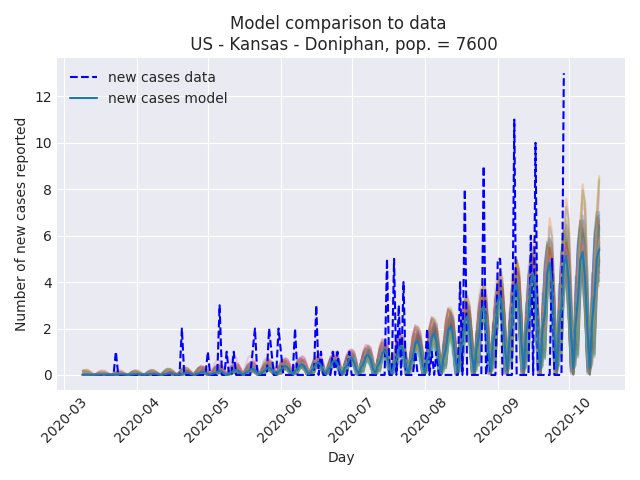 Model comparison to data
US - Kansas - Doniphan, pop. = 7600
new cases data
new cases model
Number of new cases reported
12
10
8
6
4
2
0
2020-03
2020-04
2020-05
2020-06
2020-07
2020-08
2020-09
2020-10
Day